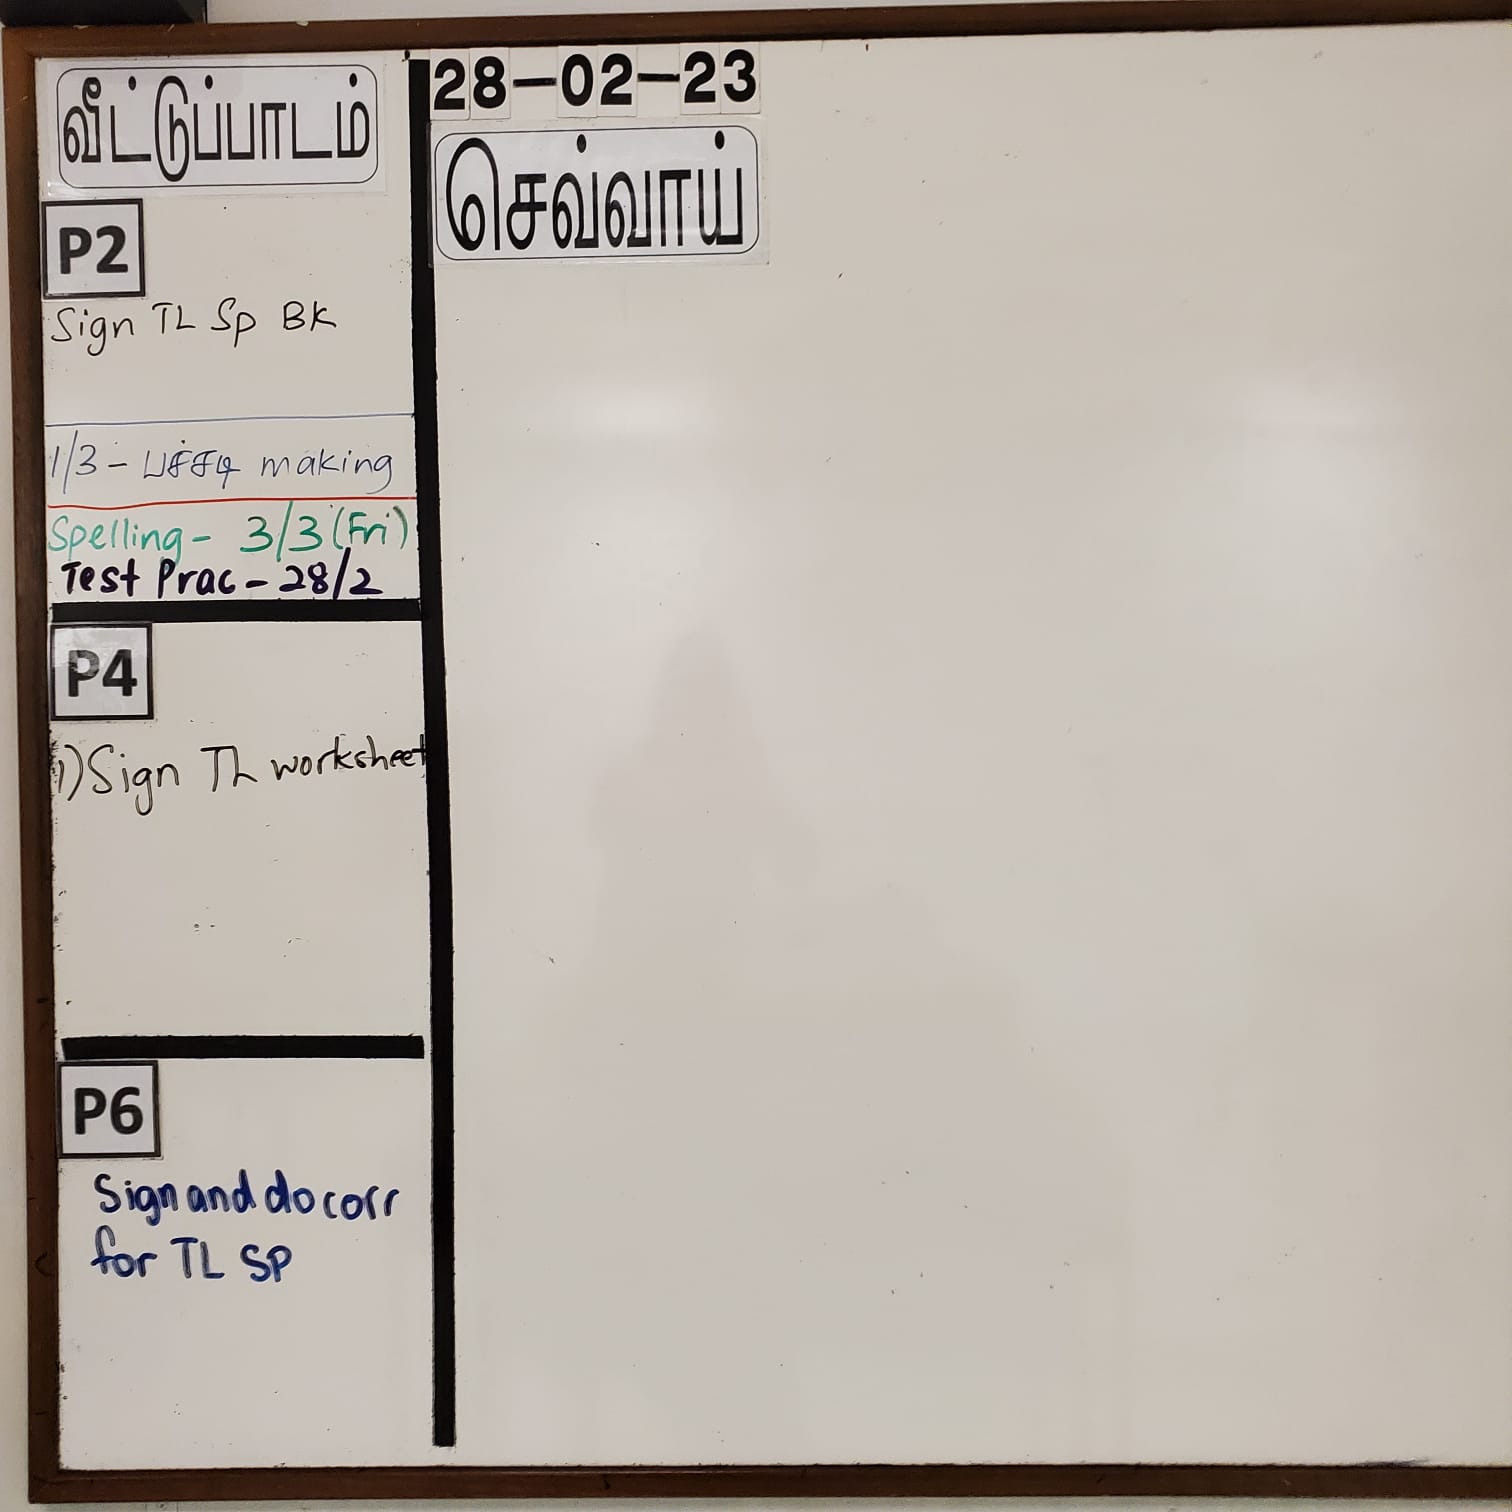 வீட்டுப்பாடம்
28-02-23
செவ்வாய்
P2
Sign TL Sp BK
1/3 - பச்சடி making
Spelling - 3/3 (Fri)
Test Prac - 28/2
P4
1) Sign TL worksheet
P6
Sign and do corr
for TL SP